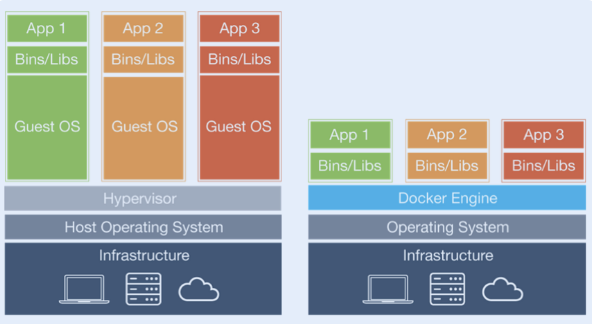 App 1
App 2
App 3
Bins/Libs
Bins/Libs
Bins/Libs
Guest OS
Guest OS
Guest OS
Hypervisor
Host Operating System
Infrastructure
App 1
App 2
App 3
Bins/Libs
Bins/Libs
Bins/Libs
Docker Engine
Operating System
Infrastructure